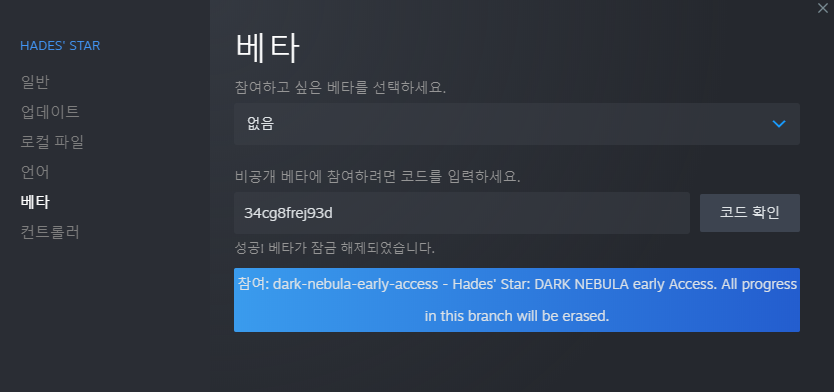 HADES' STAR
일반
업데이트
로컬 파일
언어
베타
컨트롤러
베타
참여하고 싶은 베타를 선택하세요.
없음
비공개 베타에 참여하려면 코드를 입력하세요.
34cg8frej93d
코드 확인
성공! 베타가 잠금 해제되었습니다.
참여: dark-nebula-early-access - Hades' Star: DARK NEBULA early Access. All progress
in this branch will be erased.